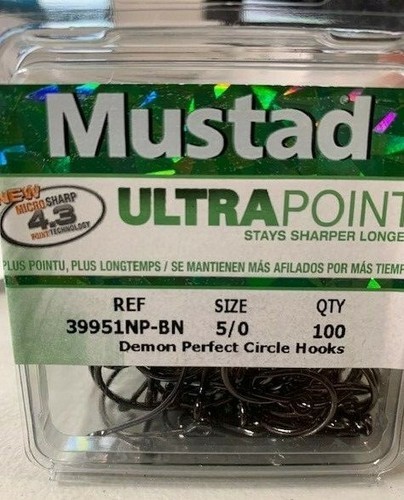 Mustad
NEW
MICRO SHARP
4.3
POINT TECHNOLOGY
ULTRAPOINT
STAYS SHARPER LONGE
PLUS POINTU, PLUS LONGTEMPS / SE MANTIENEN MÁS AFILADOS POR MÁS TIEMP
REF SIZE QTY
39951NP-BN 5/0 100
Demon Perfect Circle Hooks